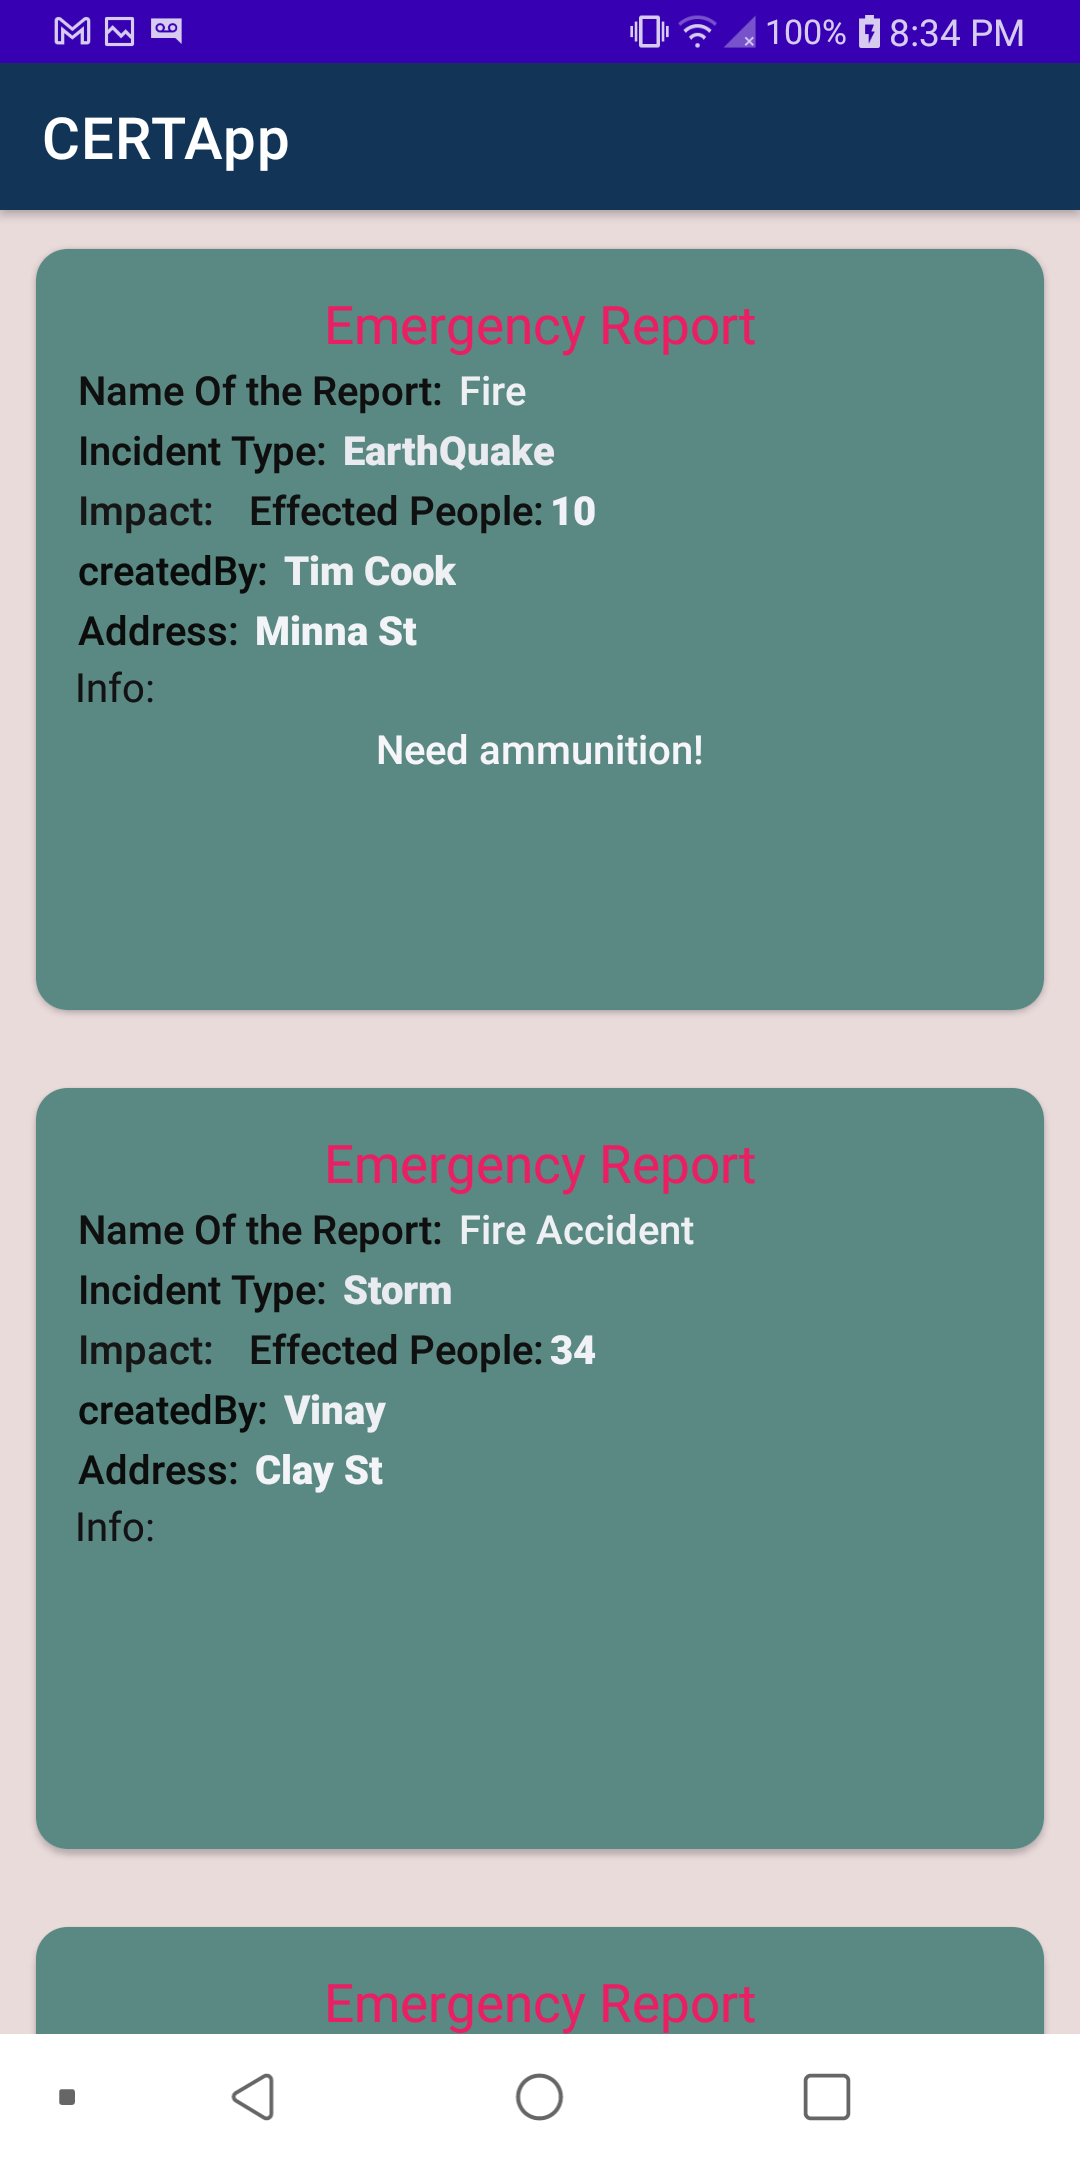 100% 8:34 PM
CERTApp
Emergency Report
Name Of the Report: Fire
Incident Type: EarthQuake
Impact: Effected People: 10
createdBy: Tim Cook
Address: Minna St
Info:
Need ammunition!
Emergency Report
Name Of the Report: Fire Accident
Incident Type: Storm
Impact: Effected People: 34
createdBy: Vinay
Address: Clay St
Info:
Emergency Report